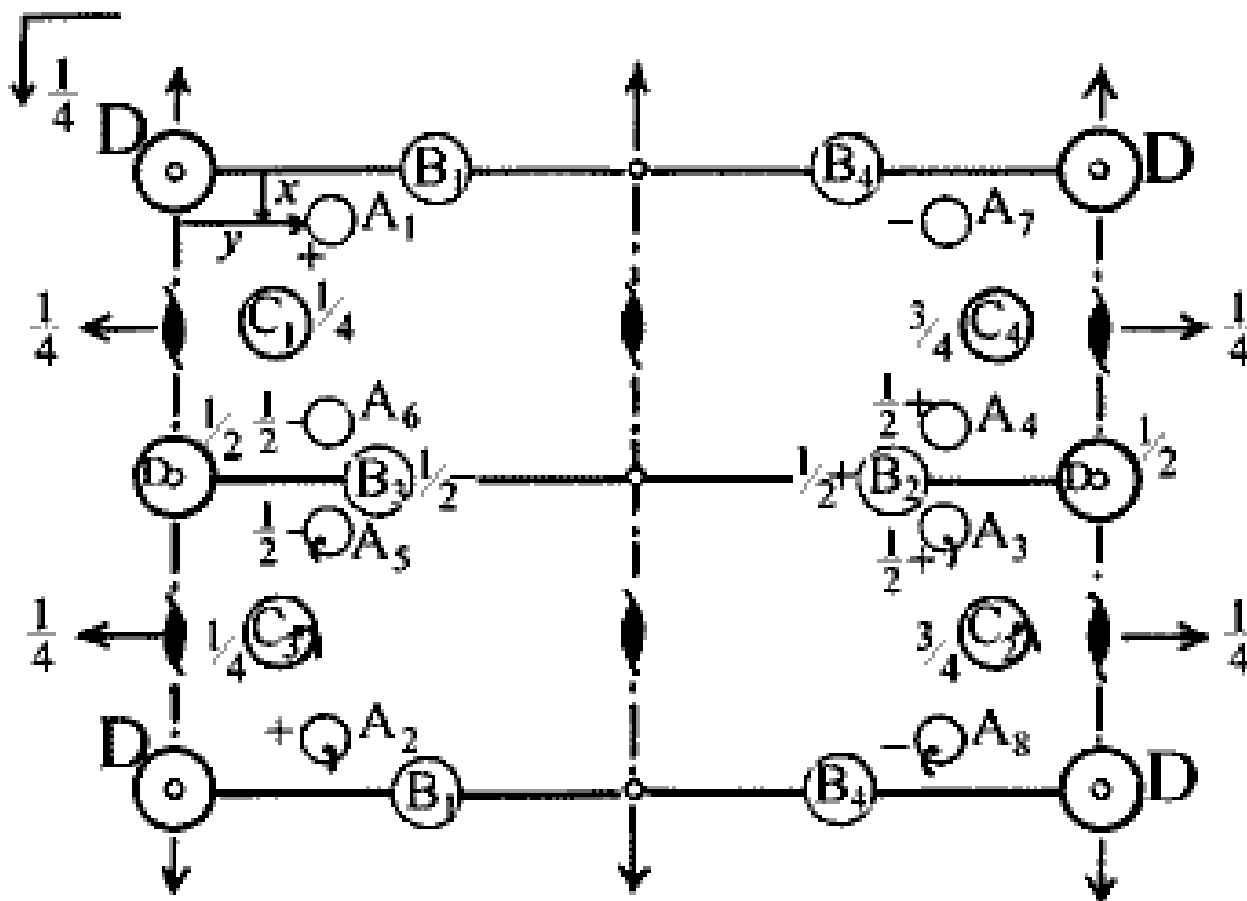 1/4
D B₁ B₄ D
x
y + A₁ - A₇
1/4 C₁ 1/4 3/4 C₄ 1/4
1/2 1/2 - A₆ 1/2 + A₄ 1/2
D B₃ 1/2 1/2 + B₂ D
1/2 - A₅ 1/2 + A₃
1/4 1/4 C₃ 3/4 1/4
D + A₂ - A₈ D
B₁ B₄